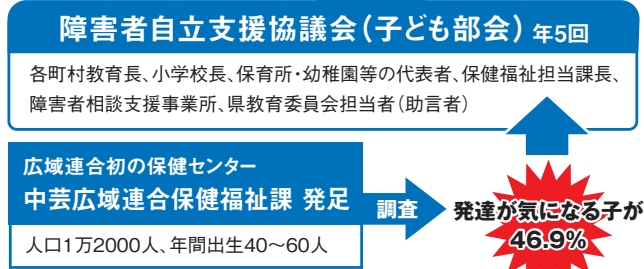 障害者自立支援協議会(子ども部会) 年5回
各町村教育長、小学校長、保育所・幼稚園等の代表者、保健福祉担当課長、
障害者相談支援事業所、県教育委員会担当者(助言者)
広域連合初の保健センター
中芸広域連合保健福祉課 発足
人口1万2000人、年間出生40〜60人
調査
発達が気になる子が
46.9%